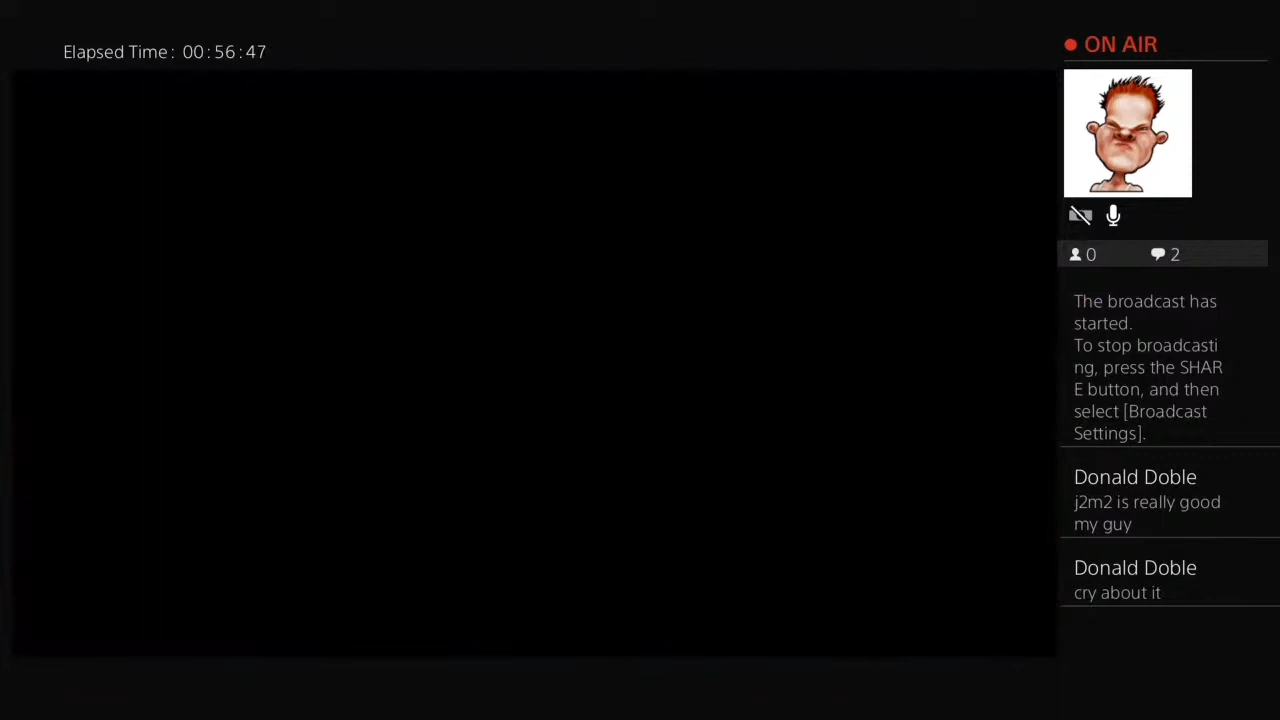 Elapsed Time: 00:56:47
ON AIR
0 2
The broadcast has
started.
To stop broadcasti
ng, press the SHAR
E button, and then
select [Broadcast
Settings].
Donald Doble
j2m2 is really good
my guy
Donald Doble
cry about it